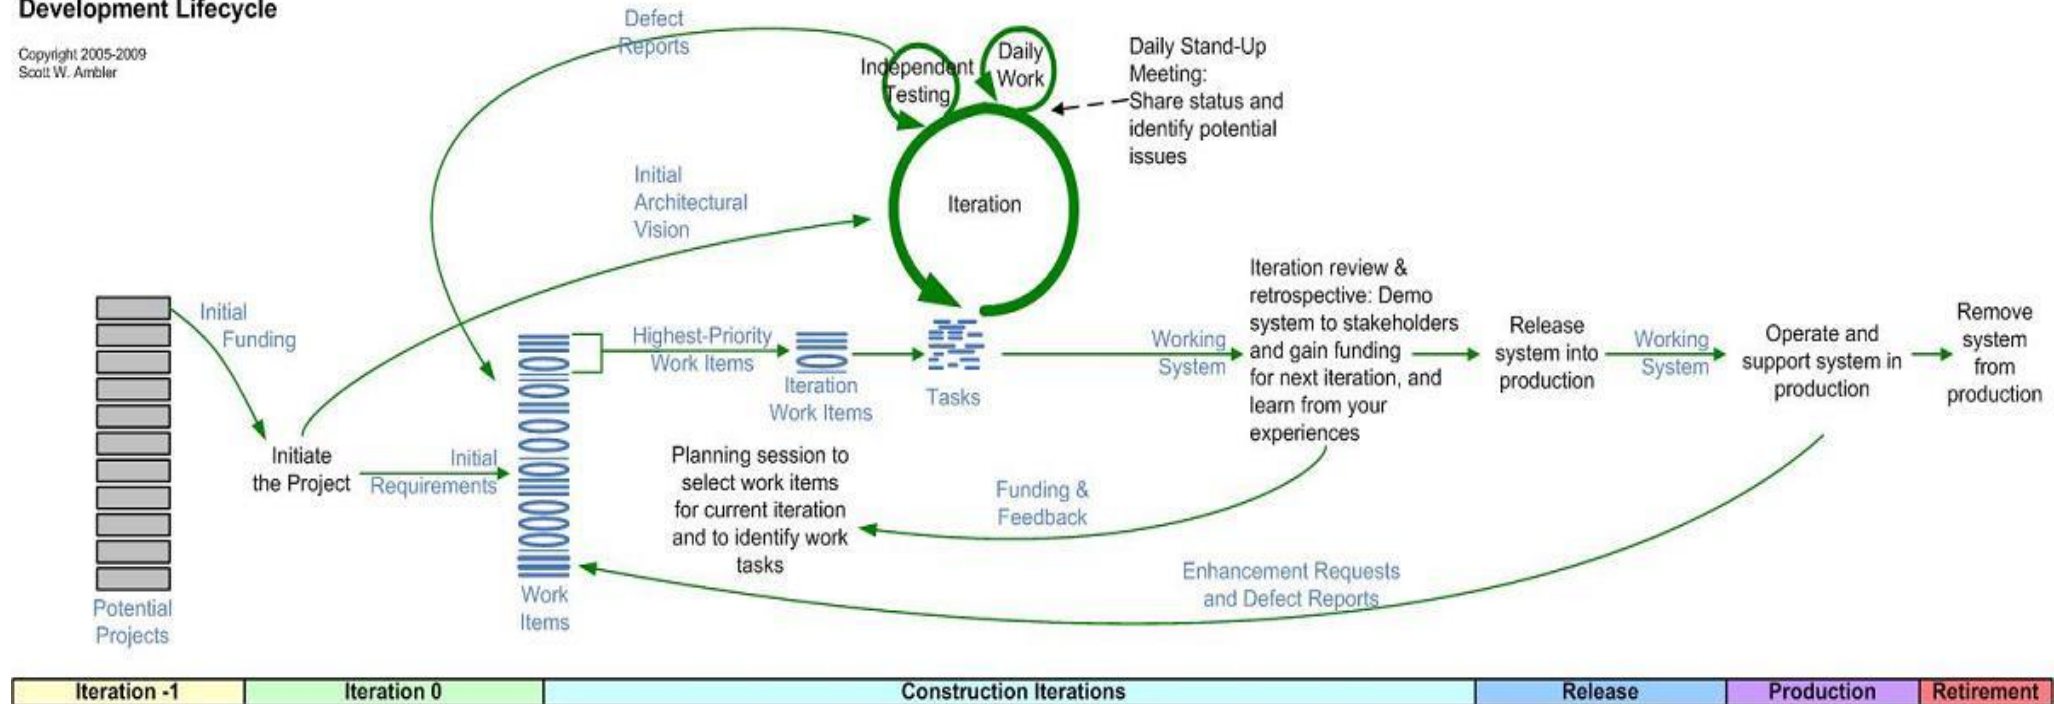 Development Lifecycle
Copyright 2005-2009
Scott W. Ambler
Defect
Reports
Independent
Testing
Daily
Work
Daily Stand-Up
Meeting:
Share status and
identify potential
issues
Initial
Architectural
Vision
Iteration
Initial
Funding
Initiate
the Project
Initial
Requirements
Potential
Projects
Work
Items
Highest-Priority
Work Items
Iteration
Work Items
Tasks
Working
System
Iteration review &
retrospective: Demo
system to stakeholders
and gain funding
for next iteration, and
learn from your
experiences
Release
system into
production
Working
System
Operate and
support system in
production
Remove
system
from
production
Planning session to
select work items
for current iteration
and to identify work
tasks
Funding &
Feedback
Enhancement Requests
and Defect Reports
Iteration -1
Iteration 0
Construction Iterations
Release
Production
Retirement